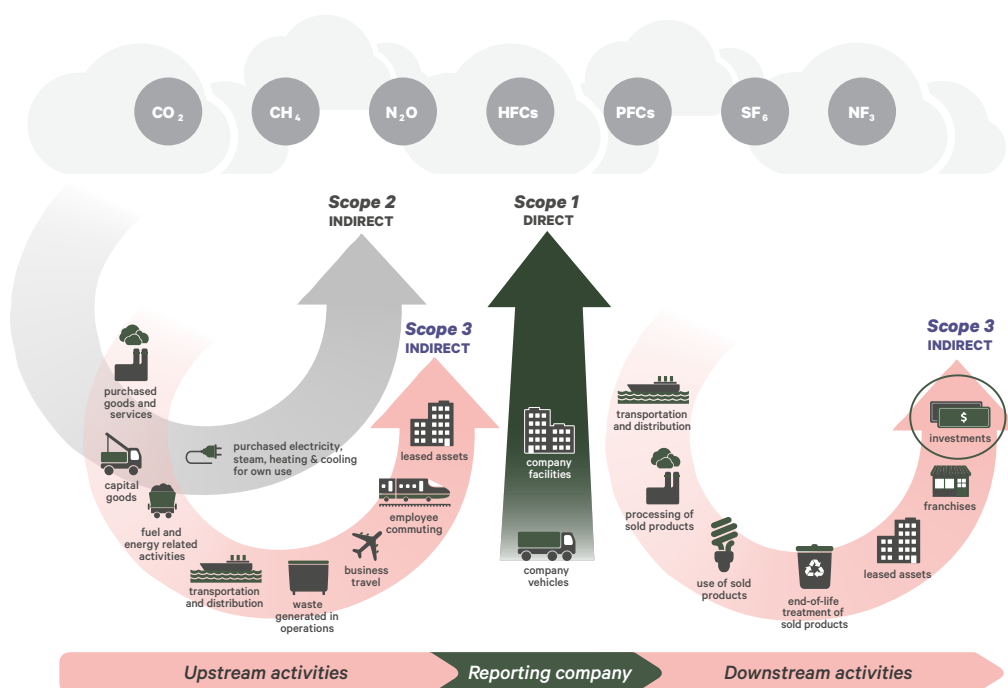 CO₂
CH₄
N₂O
HFCs
PFCs
SF₆
NF₃
Scope 2
INDIRECT
Scope 1
DIRECT
Scope 3
INDIRECT
Scope 3
INDIRECT
purchased
goods and
services
capital
goods
fuel and
energy related
activities
purchased electricity,
steam, heating & cooling
for own use
transportation
and distribution
waste
generated in
operations
business
travel
employee
commuting
leased assets
company
facilities
company
vehicles
transportation
and distribution
processing of
sold products
use of sold
products
end-of-life
treatment of
sold products
leased assets
franchises
$
investments
Upstream activities
Reporting company
Downstream activities